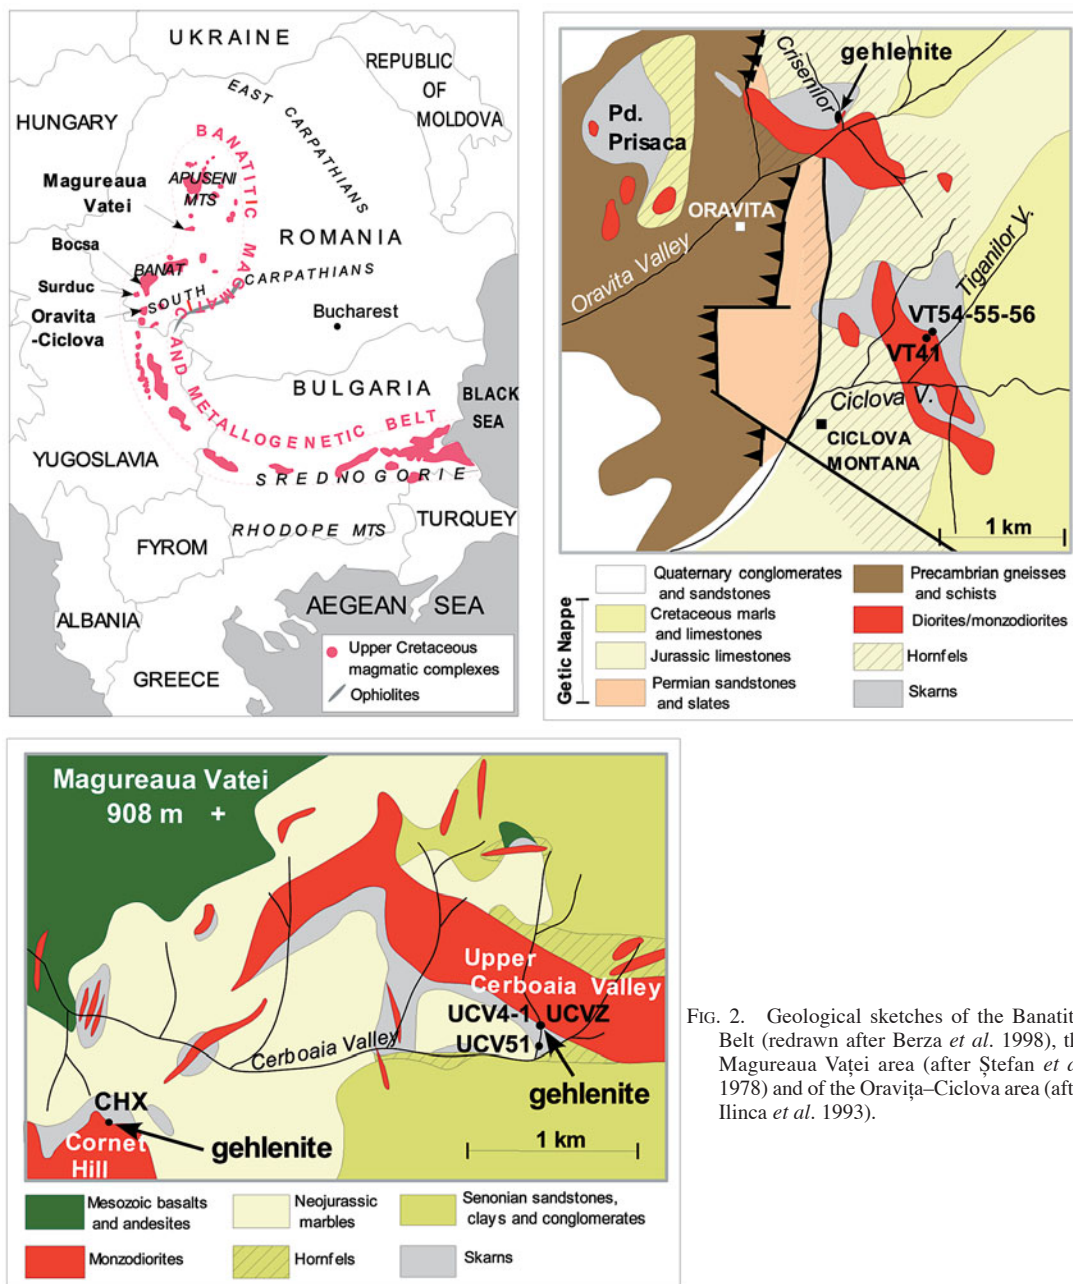 UKRAINE
REPUBLIC
OF
MOLDOVA
HUNGARY
EAST CARPATHIANS
BANATITIC MAGMATIC AND METALLOGENETIC BELT
APUSENI
MTS
Magureaua
Vatei
ROMANIA
Bocsa
BANAT
Surduc
SOUTH CARPATHIANS
Oravita
-Ciclova
Bucharest
BULGARIA
BLACK
SEA
YUGOSLAVIA
SREDNOGORIE
RHODOPE MTS
TURQUEY
FYROM
ALBANIA
AEGEAN SEA
GREECE
Upper Cretaceous
magmatic complexes
Ophiolites
Crisenilor
gehlenite
Pd.
Prisaca
ORAVITA
Oravita Valley
Tiganilor V.
VT54-55-56
VT41
Ciclova V.
CICLOVA
MONTANA
1 km
Quaternary conglomerates
and sandstones
Precambrian gneisses
and schists
Getic Nappe
Cretaceous marls
and limestones
Diorites/monzodiorites
Jurassic limestones
Hornfels
Permian sandstones
and slates
Skarns
Magureaua Vatei
908 m +
Upper
Cerboaia Valley
UCV4-1 UCVZ
UCV51
Cerboaia Valley
gehlenite
CHX
gehlenite
Cornet
Hill
1 km
Mesozoic basalts
and andesites
Neojurassic
marbles
Senonian sandstones,
clays and conglomerates
Monzodiorites
Hornfels
Skarns
FIG. 2. Geological sketches of the Banatit
Belt (redrawn after Berza et al. 1998), th
Magureaua Vaței area (after Ștefan et a
1978) and of the Oravița–Ciclova area (aft
Ilinca et al. 1993).